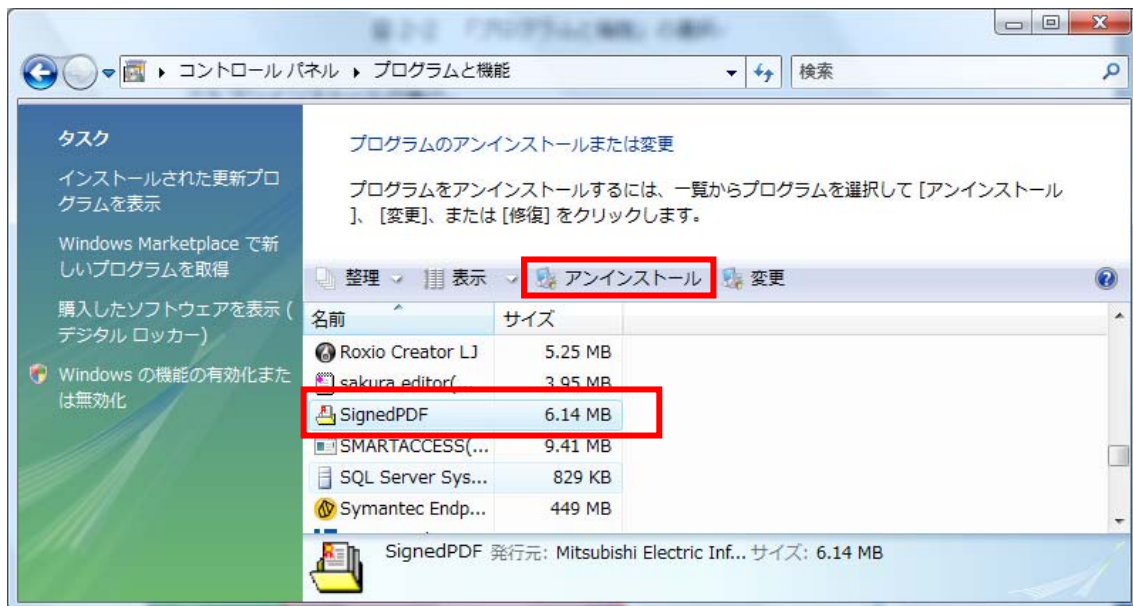 コントロール パネル ▸ プログラムと機能
検索
タスク
インストールされた更新プロ
グラムを表示
Windows Marketplace で新
しいプログラムを取得
購入したソフトウェアを表示 (
デジタル ロッカー)
Windows の機能の有効化また
は無効化
プログラムのアンインストールまたは変更
プログラムをアンインストールするには、一覧からプログラムを選択して [アンインストール
]、[変更]、または [修復] をクリックします。
整理 表示 アンインストール 変更
名前 サイズ
Roxio Creator LJ 5.25 MB
sakura editor(... 3.95 MB
SignedPDF 6.14 MB
SMARTACCESS(... 9.41 MB
SQL Server Sys... 829 KB
Symantec Endp... 449 MB
SignedPDF 発行元: Mitsubishi Electric Inf... サイズ: 6.14 MB